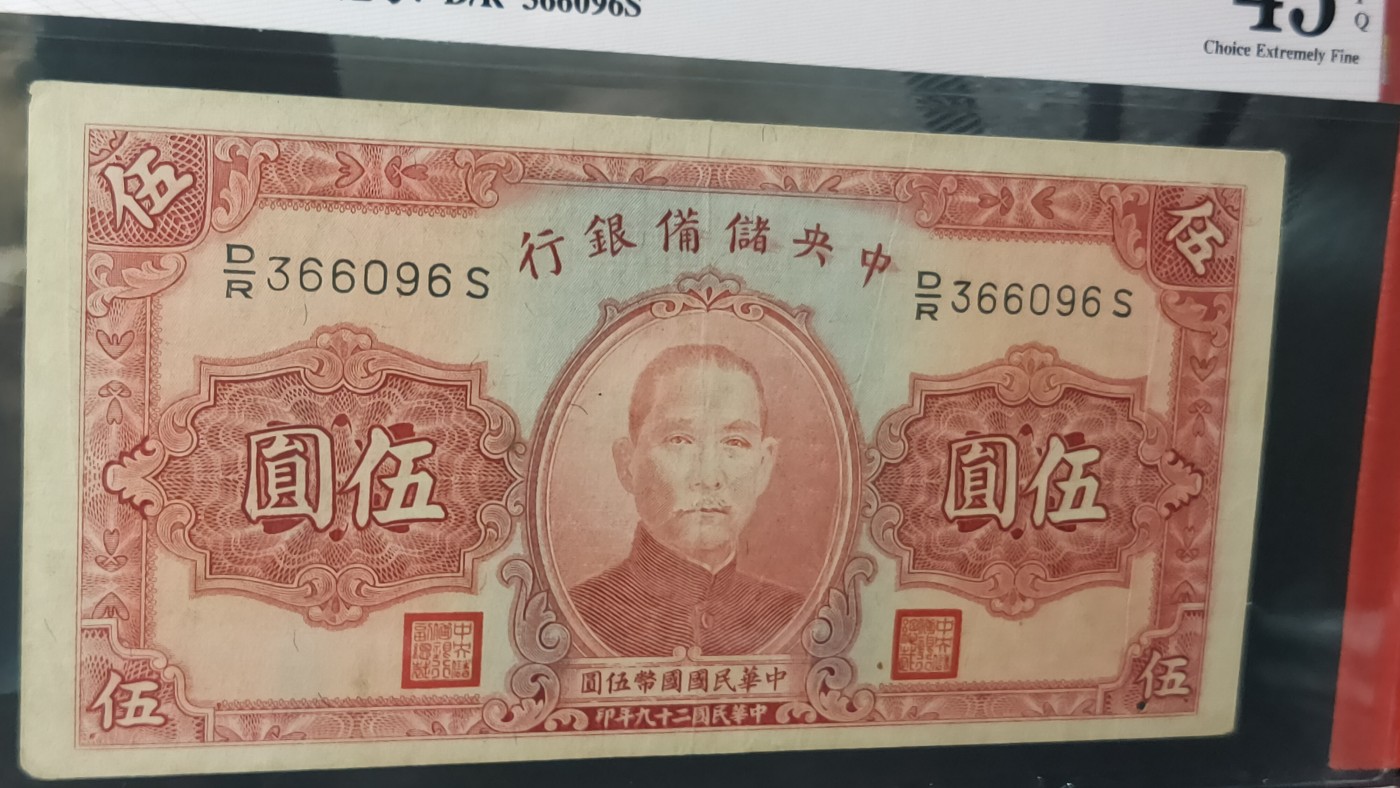 D/R 366096S
45
Q
Choice Extremely Fine
伍
伍
中央儲備銀行
D/R 366096 S
D/R 366096 S
伍圓
伍圓
中華民國國幣伍圓
中華民國二十九年印
伍
伍